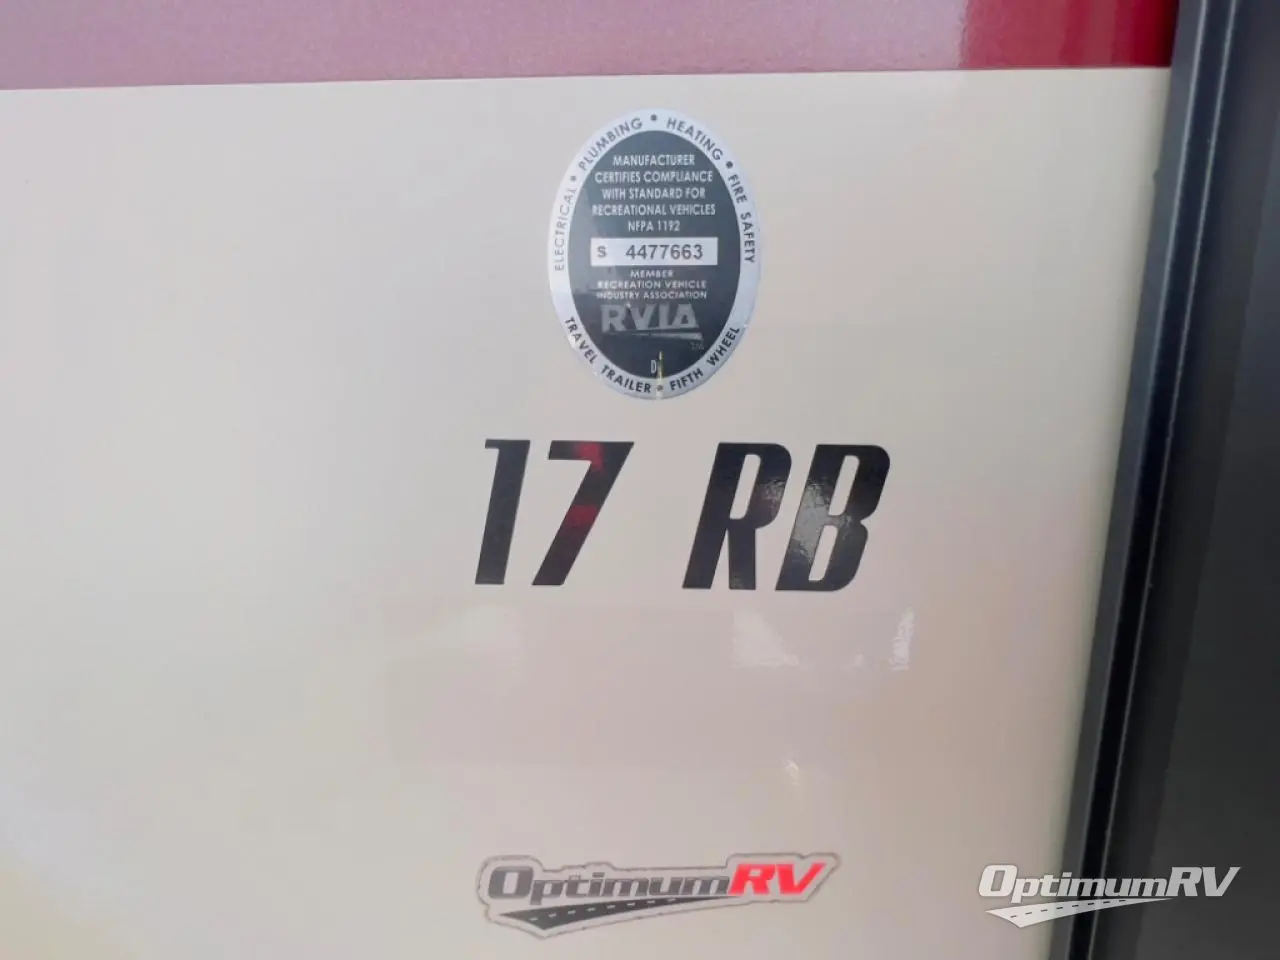 ELECTRICAL • PLUMBING • HEATING • FIRE SAFETY
MANUFACTURER
CERTIFIES COMPLIANCE
WITH STANDARD FOR
RECREATIONAL VEHICLES
NFPA 1192
S 4477663
MEMBER
RECREATION VEHICLE
INDUSTRY ASSOCIATION
RVIA
TRAVEL TRAILER • FIFTH WHEEL
17 RB
OptimumRV
OptimumRV